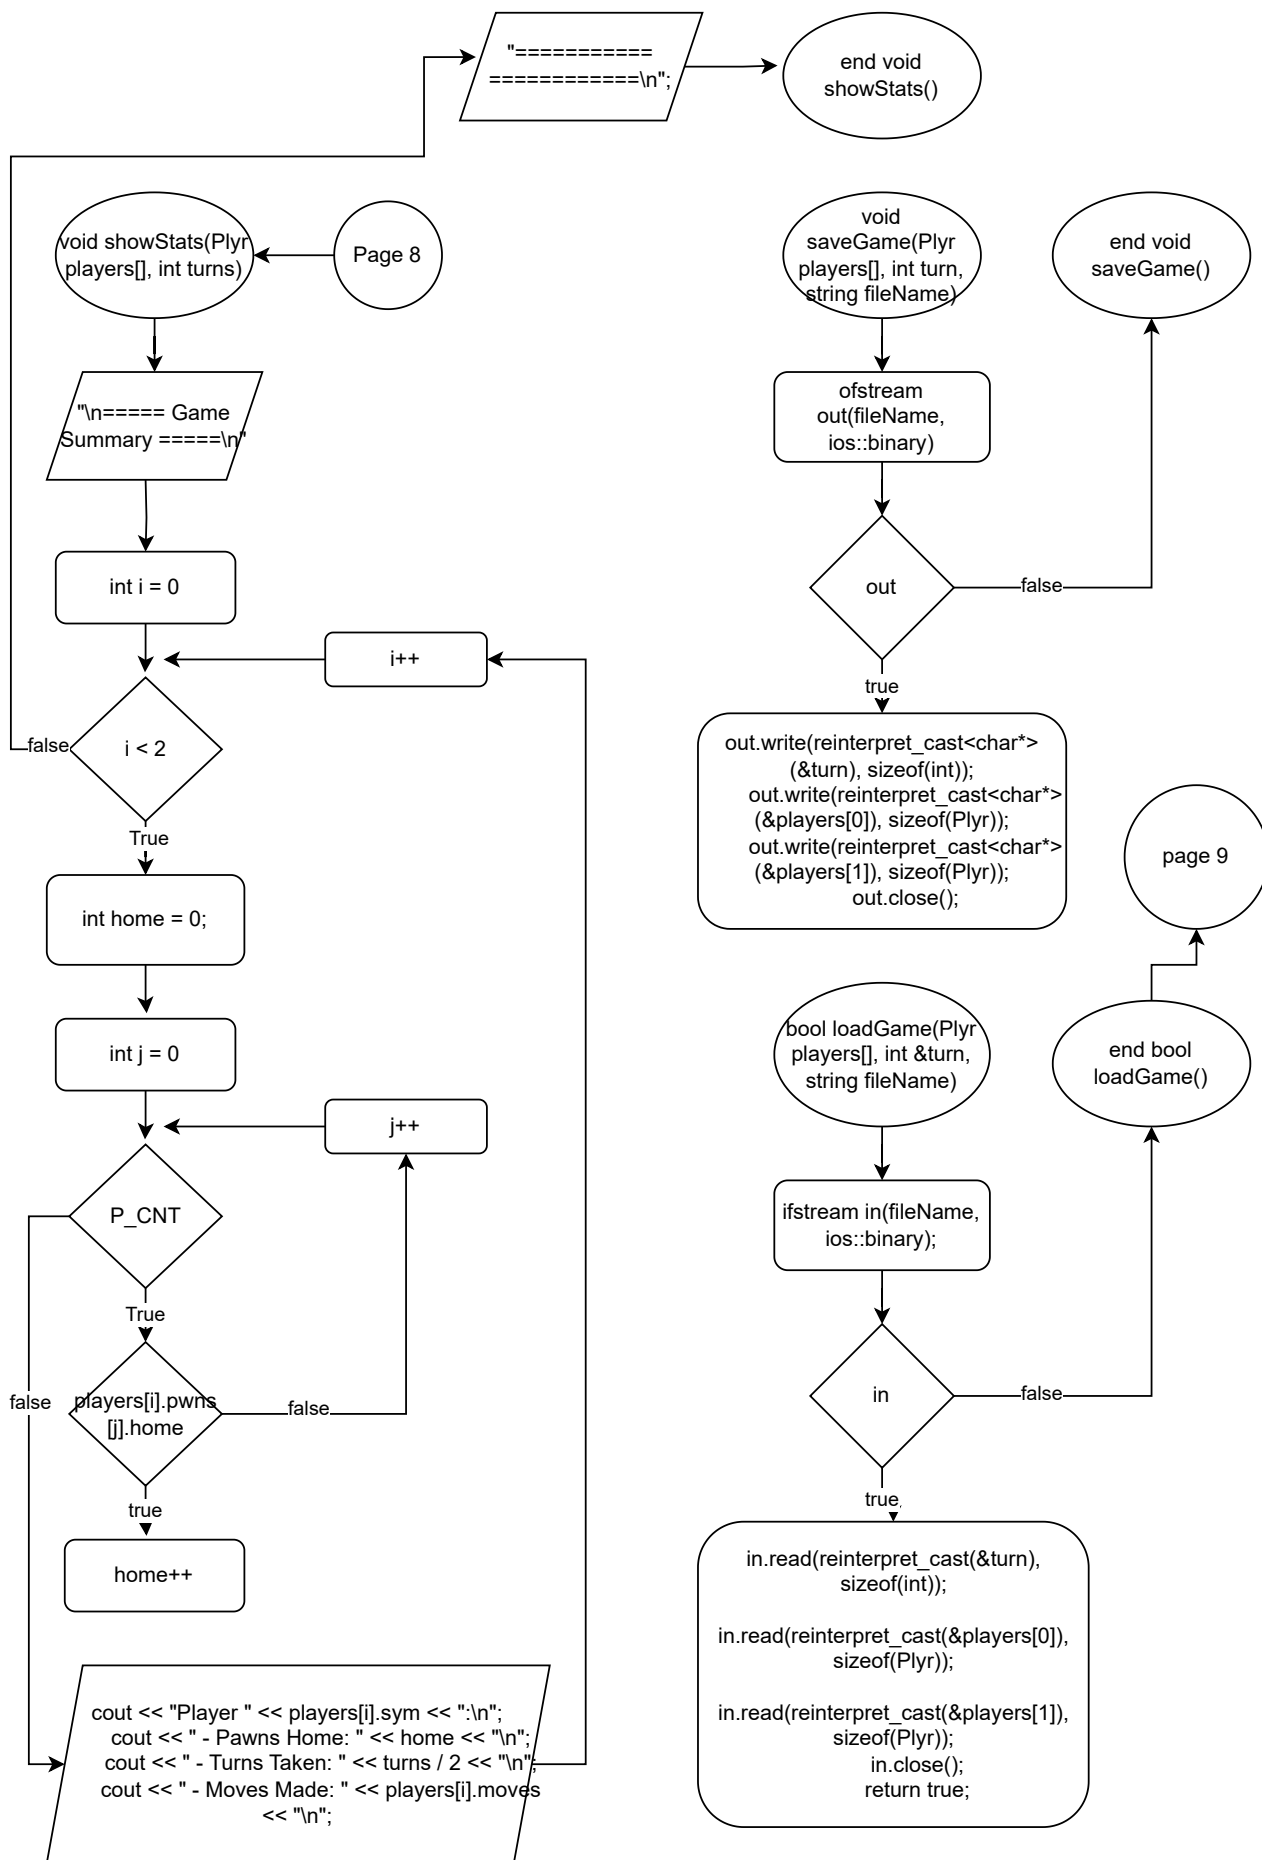 "===========
============\n";
end void
showStats()
void showStats(Plyr
players[], int turns)
Page 8
"\n===== Game
Summary =====\n"
int i = 0
i++
i < 2
false
True
int home = 0;
int j = 0
j++
P_CNT
True
false
players[i].pwns
[j].home
false
true
home++
cout << "Player " << players[i].sym << ":\n";
cout << " - Pawns Home: " << home << "\n";
cout << " - Turns Taken: " << turns / 2 << "\n";
cout << " - Moves Made: " << players[i].moves
<< "\n";
void
saveGame(Plyr
players[], int turn,
string fileName)
end void
saveGame()
ofstream
out(fileName,
ios::binary)
out
false
true
out.write(reinterpret_cast<char*>
(&turn), sizeof(int));
out.write(reinterpret_cast<char*>
(&players[0]), sizeof(Plyr));
out.write(reinterpret_cast<char*>
(&players[1]), sizeof(Plyr));
out.close();
page 9
bool loadGame(Plyr
players[], int &turn,
string fileName)
end bool
loadGame()
ifstream in(fileName,
ios::binary);
in
false
true
in.read(reinterpret_cast(&turn),
sizeof(int));
in.read(reinterpret_cast(&players[0]),
sizeof(Plyr));
in.read(reinterpret_cast(&players[1]),
sizeof(Plyr));
in.close();
return true;